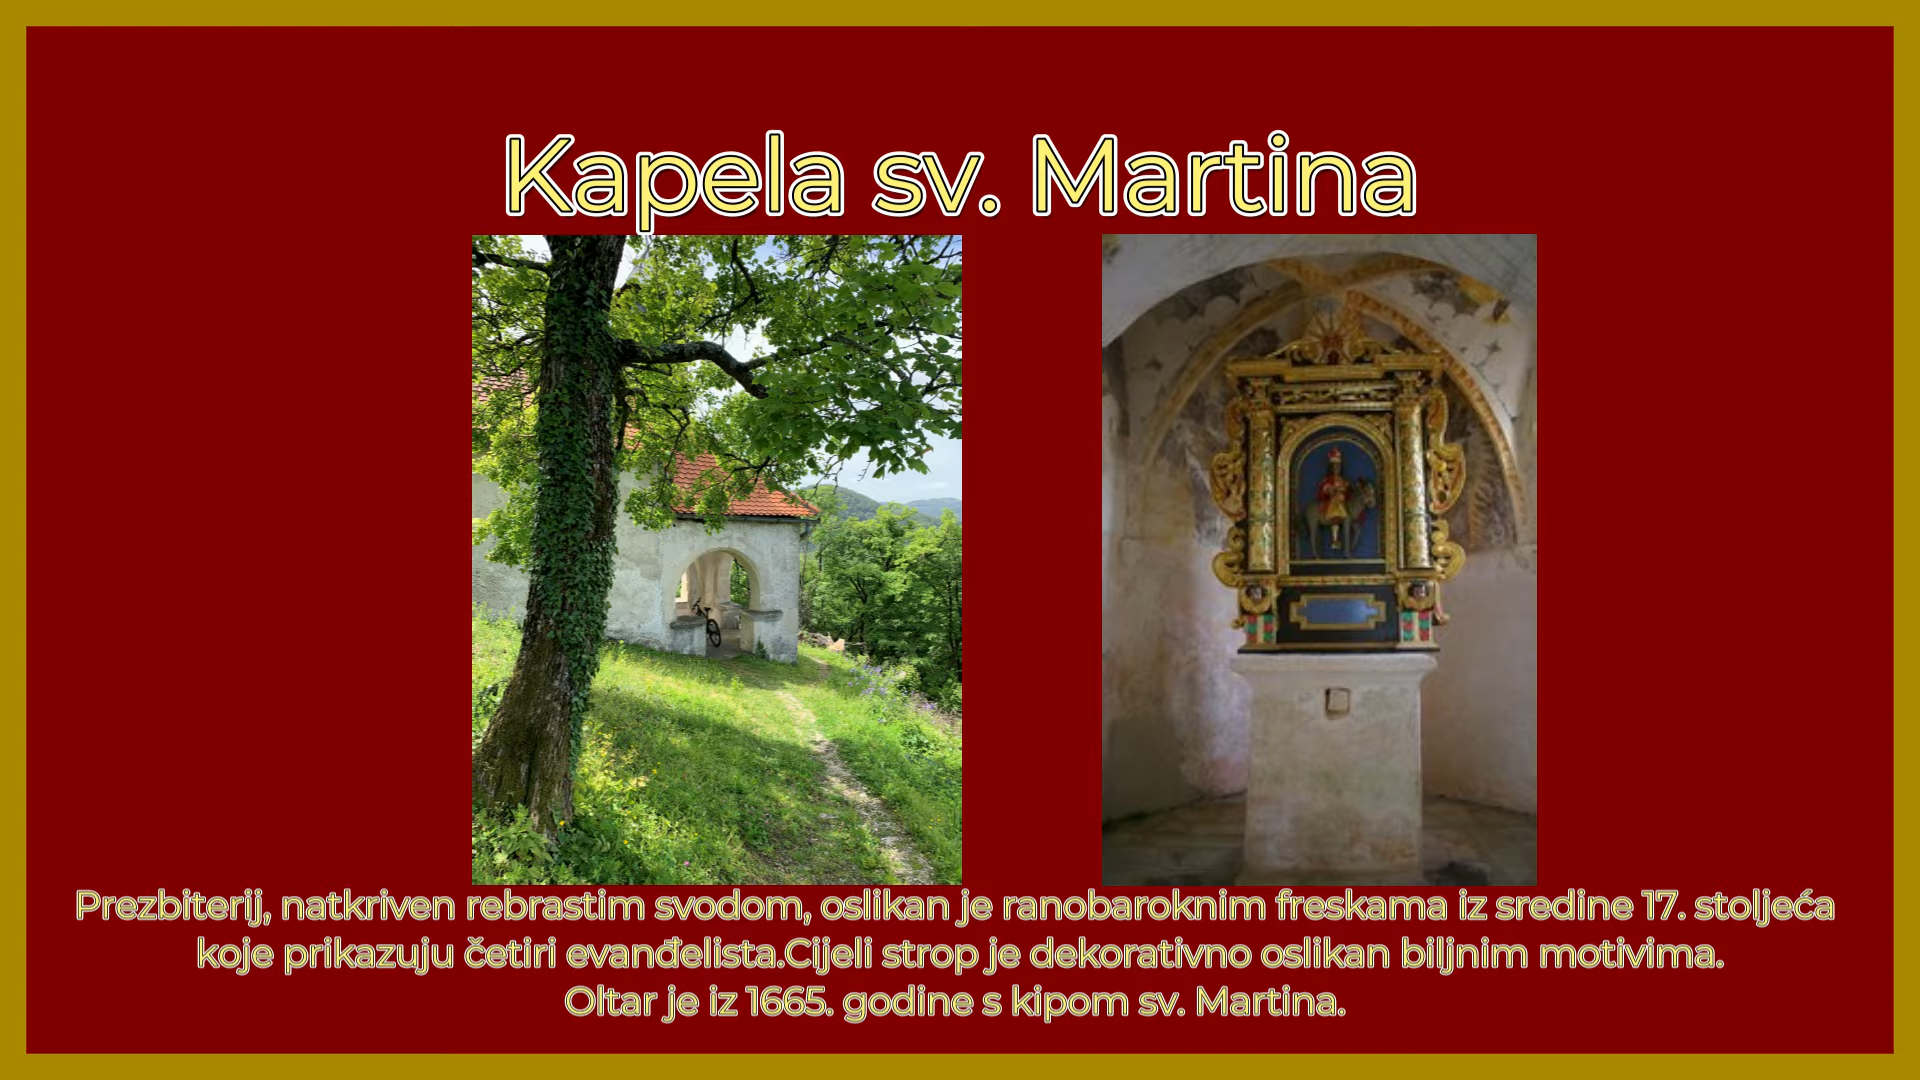 Kapela sv. Martina
Prezbiterij, natkriven rebrastim svodom, oslikan je ranobaroknim freskama iz sredine 17. stoljeća
koje prikazuju četiri evanđelista.Cijeli strop je dekorativno oslikan biljnim motivima.
Oltar je iz 1665. godine s kipom sv. Martina.